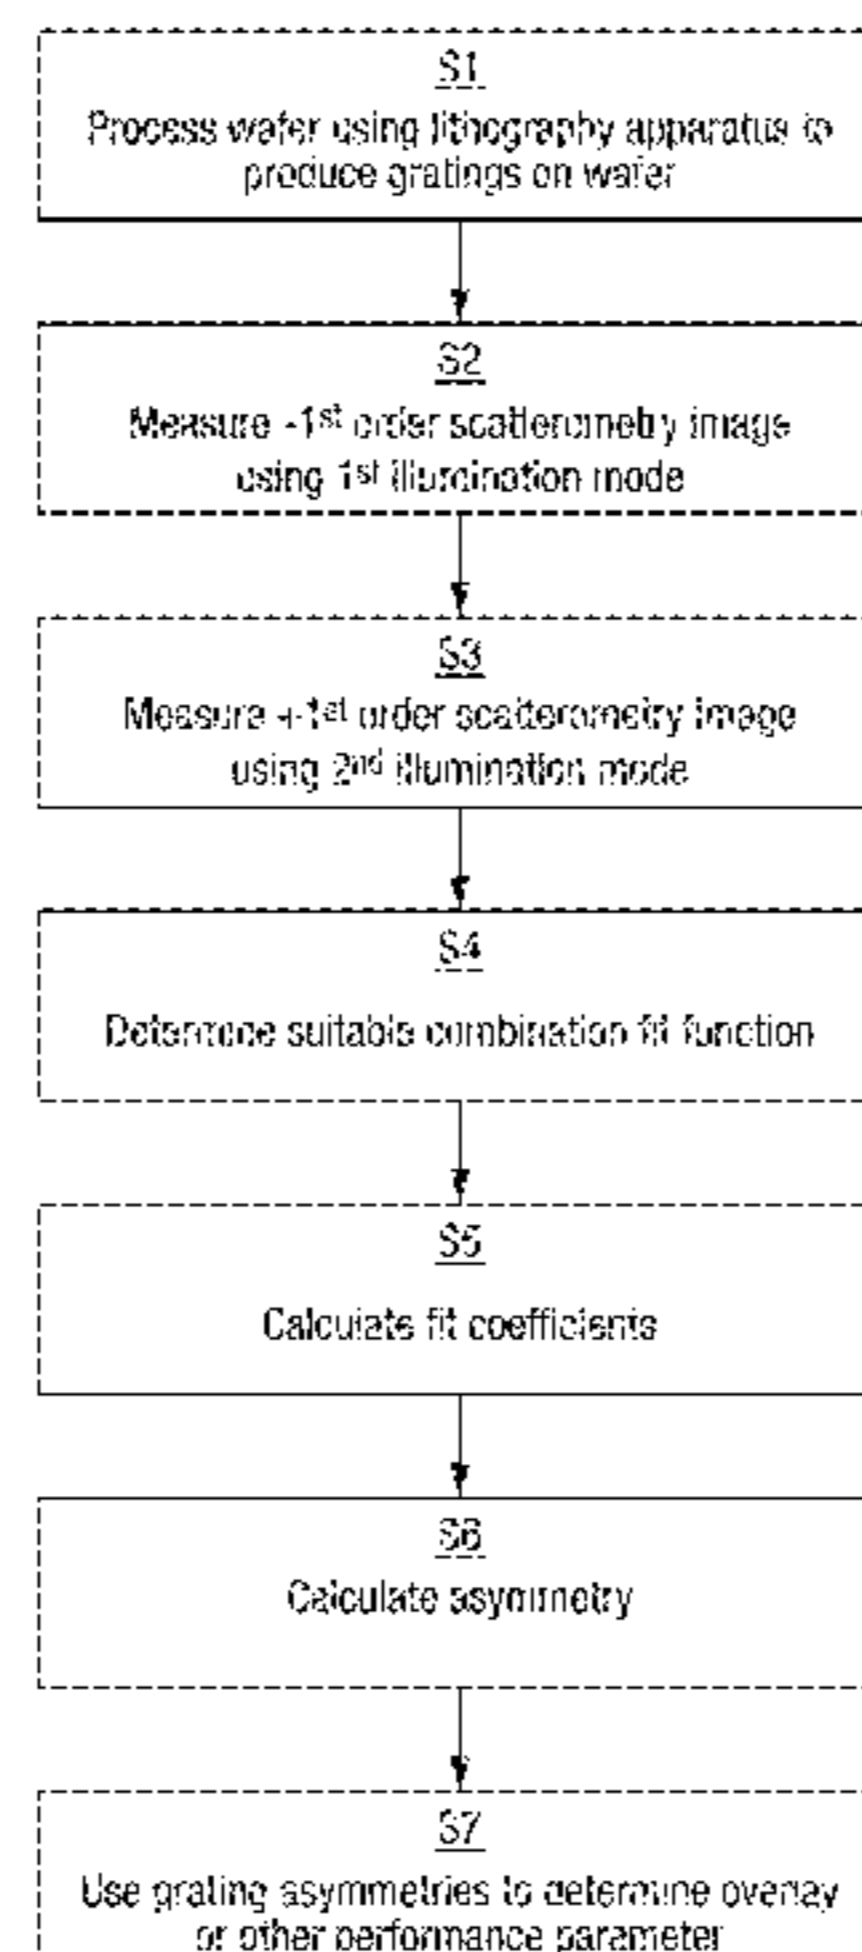 S1
Process wafer using lithography apparatus to
produce gratings on wafer
S2
Measure -1st order scatterometry image
using 1st illumination mode
S3
Measure +1st order scatterometry image
using 2nd illumination mode
S4
Determine suitable combination fit function
S5
Calculate fit coefficients
S6
Calculate asymmetry
S7
Use grating asymmetries to determine overlay
or other performance parameter